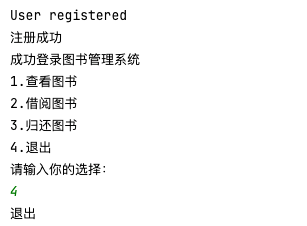 User registered
注册成功
成功登录图书管理系统
1.查看图书
2.借阅图书
3.归还图书
4.退出
请输入你的选择:
4
退出